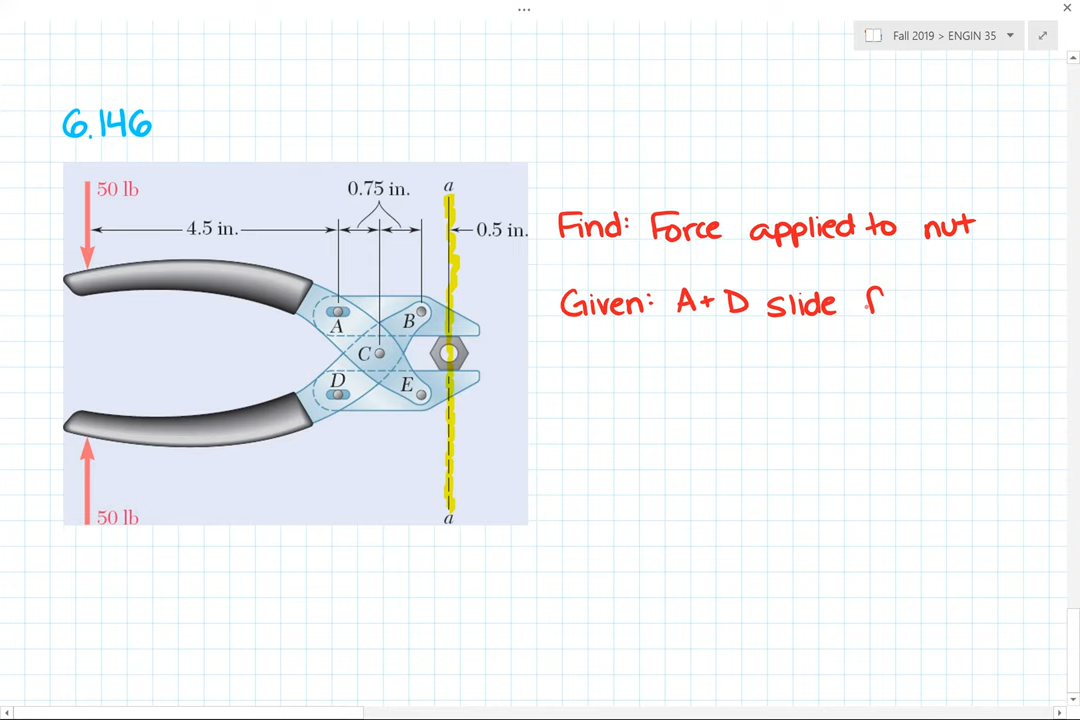 Fall 2019 > ENGIN 35
6.146
50 lb
0.75 in.
a
4.5 in.
0.5 in.
Find: Force applied to nut
Given: A + D slide f
A
B
C
D
E
50 lb
a